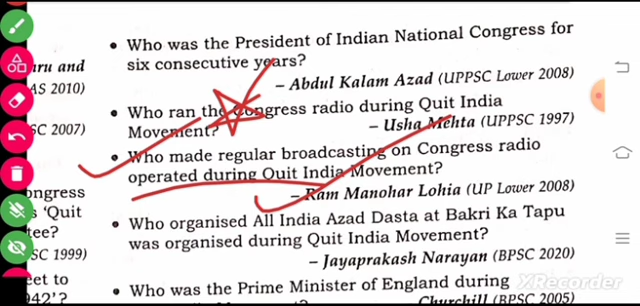 aru and
AS 2010)
SC 2007)
ongress
s 'Quit
tee?
SC 1999)
eet to
942'?
• Who was the President of Indian National Congress for
six consecutive years?
– Abdul Kalam Azad (UPPSC Lower 2008)
• Who ran the Congress radio during Quit India
Movement?
– Usha Mehta (UPPSC 1997)
• Who made regular broadcasting on Congress radio
operated during Quit India Movement?
– Ram Manohar Lohia (UP Lower 2008)
• Who organised All India Azad Dasta at Bakri Ka Tapu
was organised during Quit India Movement?
– Jayaprakash Narayan (BPSC 2020)
• Who was the Prime Minister of England during
Churchill (BPSC 2005)
XRecorder